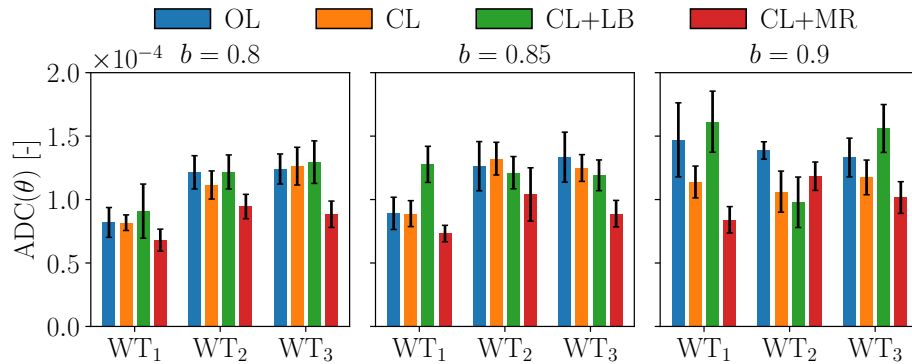 OL CL CL+LB CL+MR
×10⁻⁴ b = 0.8 b = 0.85 b = 0.9
2.0
1.5
1.0
0.5
0.0
ADC(θ) [-]
WT₁ WT₂ WT₃ WT₁ WT₂ WT₃ WT₁ WT₂ WT₃